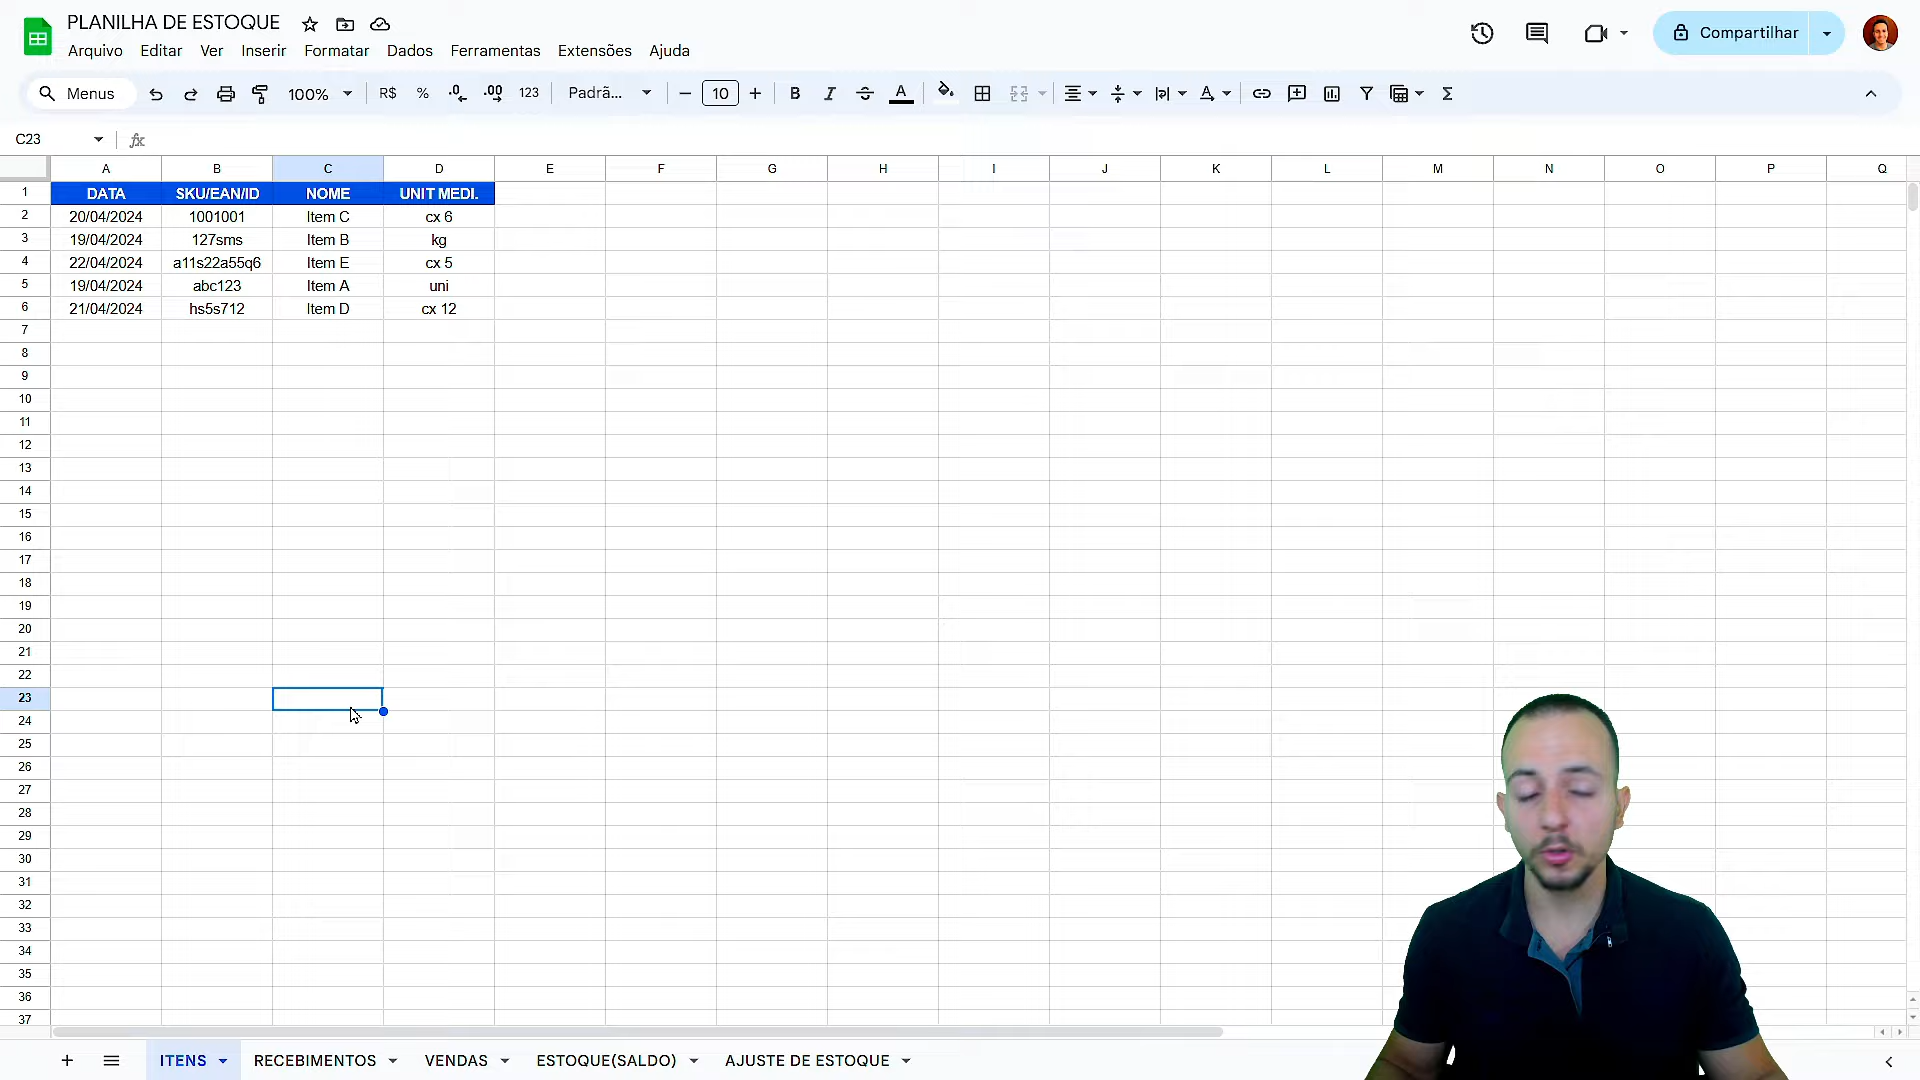 PLANILHA DE ESTOQUE
Arquivo Editar Ver Inserir Formatar Dados Ferramentas Extensões Ajuda
Compartilhar
Menus 100% R$ % .0 .00 123 Padrã... 10 B I S A A Σ
C23 fx
A B C D E F G H I J K L M N O P Q
1 DATA SKU/EAN/ID NOME UNIT MEDI.
2 20/04/2024 1001001 Item C cx 6
3 19/04/2024 127sms Item B kg
4 22/04/2024 a11s22a55q6 Item E cx 5
5 19/04/2024 abc123 Item A uni
6 21/04/2024 hs5s712 Item D cx 12
7
8
9
10
11
12
13
14
15
16
17
18
19
20
21
22
23
24
25
26
27
28
29
30
31
32
33
34
35
36
37
ITENS RECEBIMENTOS VENDAS ESTOQUE(SALDO) AJUSTE DE ESTOQUE